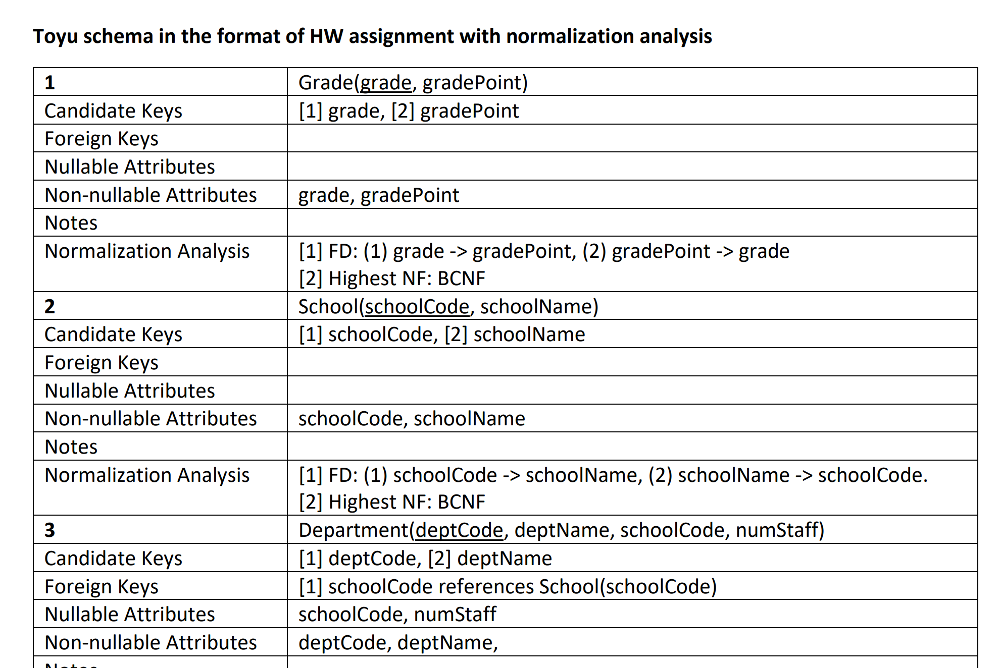 Toyu schema in the format of HW assignment with normalization analysis
1 Grade(grade, gradePoint)
Candidate Keys [1] grade, [2] gradePoint
Foreign Keys
Nullable Attributes
Non-nullable Attributes grade, gradePoint
Notes
Normalization Analysis [1] FD: (1) grade -> gradePoint, (2) gradePoint -> grade
[2] Highest NF: BCNF
2 School(schoolCode, schoolName)
Candidate Keys [1] schoolCode, [2] schoolName
Foreign Keys
Nullable Attributes
Non-nullable Attributes schoolCode, schoolName
Notes
Normalization Analysis [1] FD: (1) schoolCode -> schoolName, (2) schoolName -> schoolCode.
[2] Highest NF: BCNF
3 Department(deptCode, deptName, schoolCode, numStaff)
Candidate Keys [1] deptCode, [2] deptName
Foreign Keys [1] schoolCode references School(schoolCode)
Nullable Attributes schoolCode, numStaff
Non-nullable Attributes deptCode, deptName,
Notes